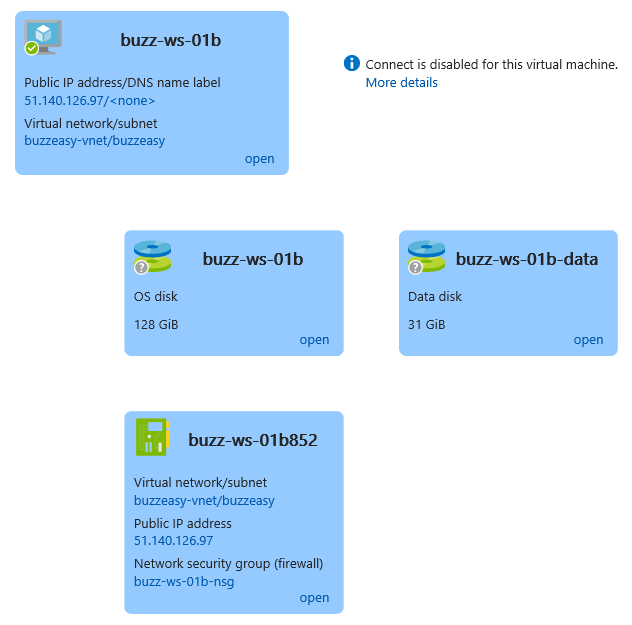 buzz-ws-01b
Public IP address/DNS name label
51.140.126.97/<none>
Virtual network/subnet
buzzeasy-vnet/buzzeasy
open
Connect is disabled for this virtual machine.
More details
buzz-ws-01b
OS disk
128 GiB
open
buzz-ws-01b-data
Data disk
31 GiB
open
buzz-ws-01b852
Virtual network/subnet
buzzeasy-vnet/buzzeasy
Public IP address
51.140.126.97
Network security group (firewall)
buzz-ws-01b-nsg
open